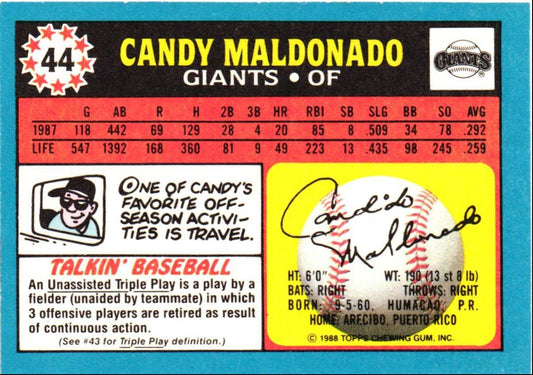 44
CANDY MALDONADO
GIANTS • OF
GIANTS
G AB R H 2B 3B HR RBI SB SLG BB SO AVG
1987 118 442 69 129 28 4 20 85 8 .509 34 78 .292
LIFE 547 1392 168 360 81 9 49 223 13 .435 98 245 .259
ONE OF CANDY'S
FAVORITE OFF-
SEASON ACTIVI-
TIES IS TRAVEL.
TALKIN' BASEBALL
An Unassisted Triple Play is a play by a
fielder (unaided by teammate) in which
3 offensive players are retired as result
of continuous action.
(See #43 for Triple Play definition.)
Candido
Maldonado
HT: 6'0" WT: 190 (13 st 8 lb)
BATS: RIGHT THROWS: RIGHT
BORN: 9-5-60, HUMACAO, P.R.
HOME: ARECIBO, PUERTO RICO
© 1988 TOPPS CHEWING GUM, INC.